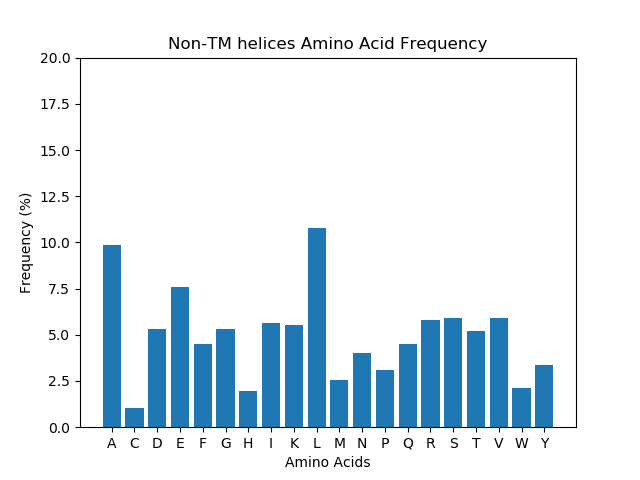 Non-TM helices Amino Acid Frequency
20.0
17.5
15.0
12.5
10.0
7.5
5.0
2.5
0.0
Frequency (%)
A C D E F G H I K L M N P Q R S T V W Y
Amino Acids